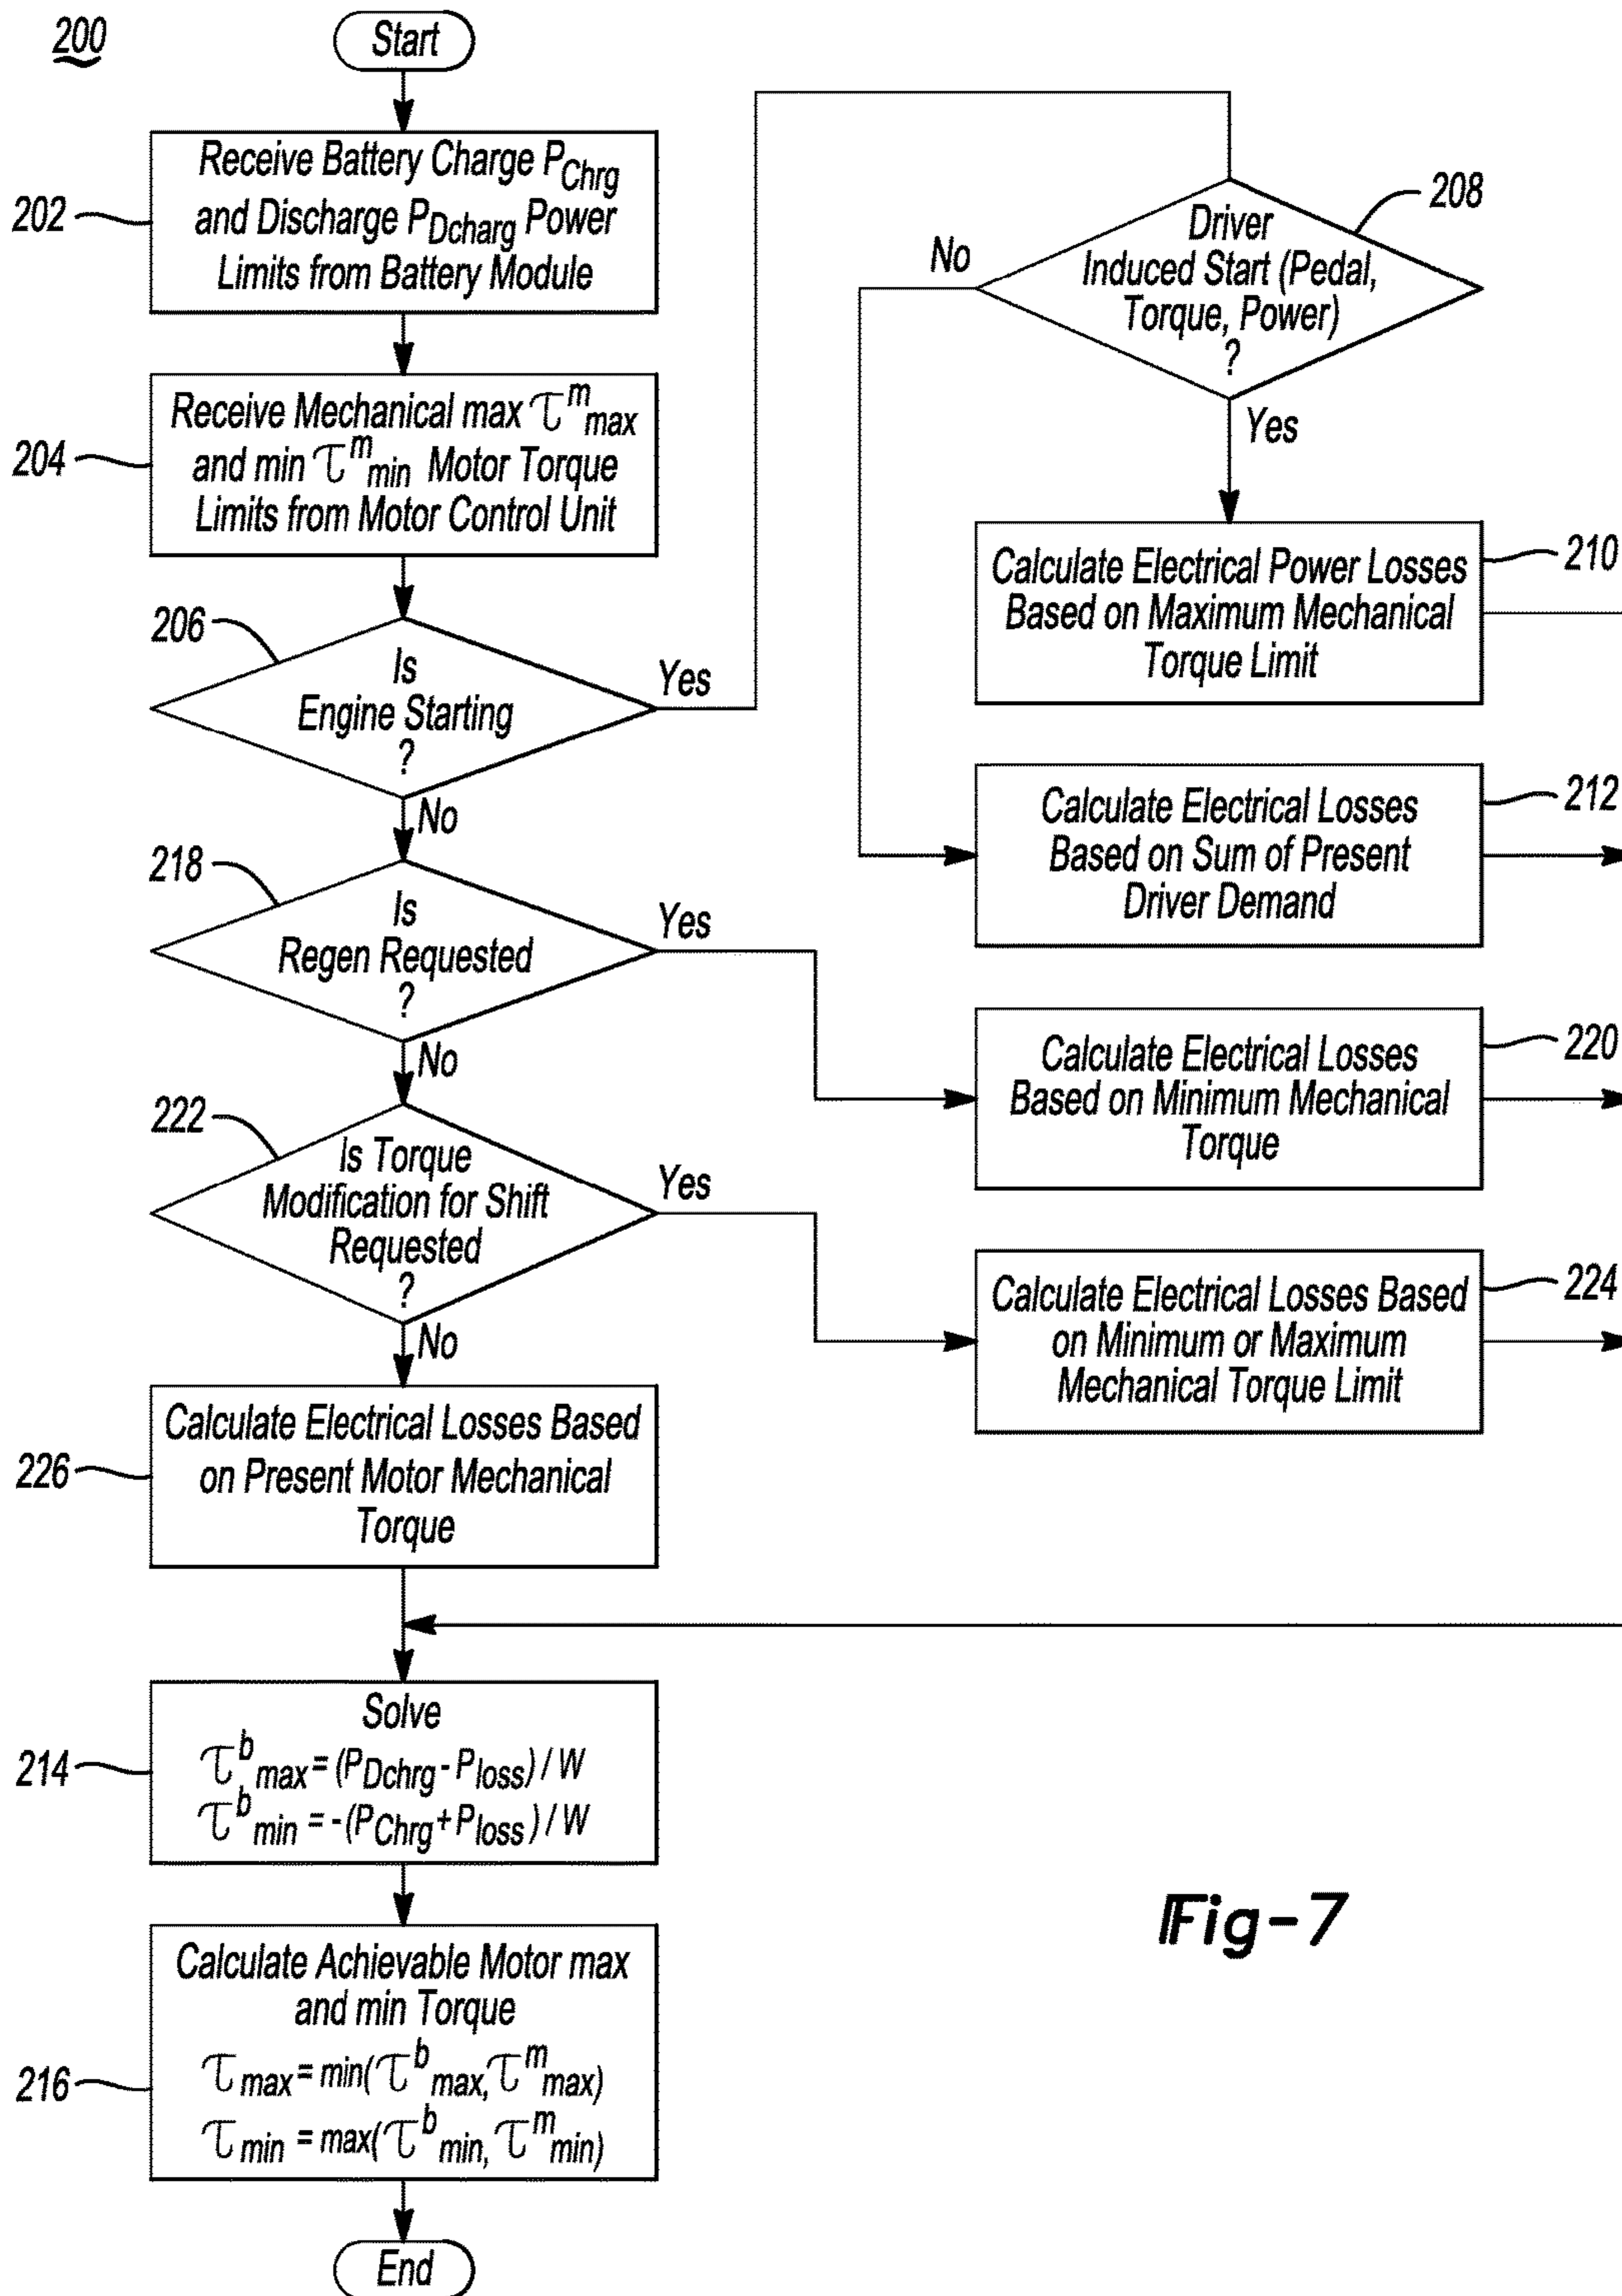 200
Start
202
Receive Battery Charge P_Chrg
and Discharge P_Dcharg Power
Limits from Battery Module
204
Receive Mechanical max τ^m_max
and min τ^m_min Motor Torque
Limits from Motor Control Unit
206
Is
Engine Starting
?
Yes
No
208
Driver
Induced Start (Pedal,
Torque, Power)
?
No
Yes
210
Calculate Electrical Power Losses
Based on Maximum Mechanical
Torque Limit
212
Calculate Electrical Losses
Based on Sum of Present
Driver Demand
218
Is
Regen Requested
?
Yes
No
220
Calculate Electrical Losses
Based on Minimum Mechanical
Torque
222
Is Torque
Modification for Shift
Requested
?
Yes
No
224
Calculate Electrical Losses Based
on Minimum or Maximum
Mechanical Torque Limit
226
Calculate Electrical Losses Based
on Present Motor Mechanical
Torque
214
Solve
τ^b_max = (P_Dchrg - P_loss) / W
τ^b_min = -(P_Chrg + P_loss) / W
216
Calculate Achievable Motor max
and min Torque
τ_max = min(τ^b_max, τ^m_max)
τ_min = max(τ^b_min, τ^m_min)
End
Fig-7